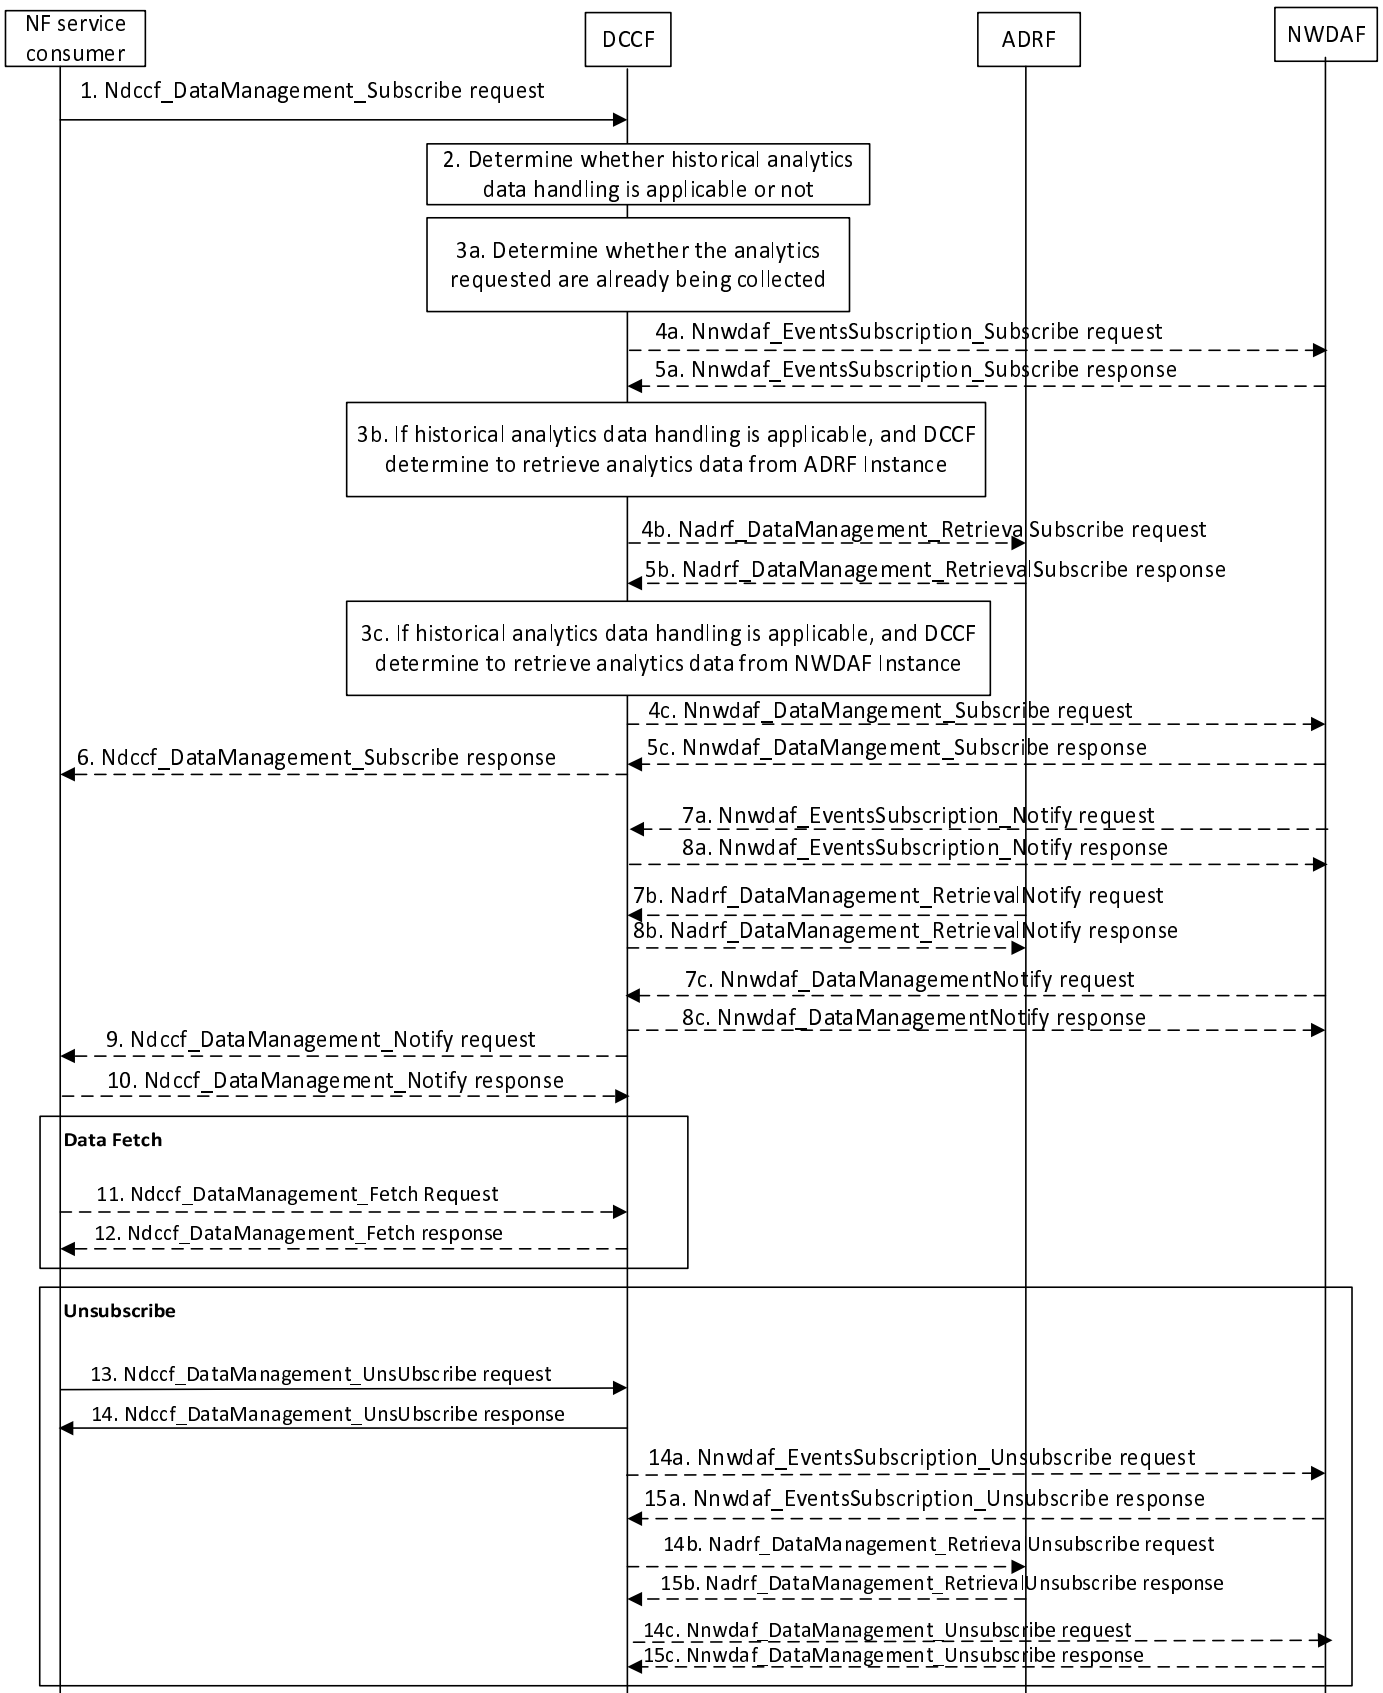 NF service
consumer
DCCF
ADRF
NWDAF
1. Ndccf_DataManagement_Subscribe request
2. Determine whether historical analytics
data handling is applicable or not
3a. Determine whether the analytics
requested are already being collected
4a. Nnwdaf_EventsSubscription_Subscribe request
5a. Nnwdaf_EventsSubscription_Subscribe response
3b. If historical analytics data handling is applicable, and DCCF
determine to retrieve analytics data from ADRF Instance
4b. Nadrf_DataManagement_RetrievalSubscribe request
5b. Nadrf_DataManagement_RetrievalSubscribe response
3c. If historical analytics data handling is applicable, and DCCF
determine to retrieve analytics data from NWDAF Instance
4c. Nnwdaf_DataMangement_Subscribe request
5c. Nnwdaf_DataMangement_Subscribe response
6. Ndccf_DataManagement_Subscribe response
7a. Nnwdaf_EventsSubscription_Notify request
8a. Nnwdaf_EventsSubscription_Notify response
7b. Nadrf_DataManagement_RetrievalNotify request
8b. Nadrf_DataManagement_RetrievalNotify response
7c. Nnwdaf_DataManagementNotify request
8c. Nnwdaf_DataManagementNotify response
9. Ndccf_DataManagement_Notify request
10. Ndccf_DataManagement_Notify response
Data Fetch
11. Ndccf_DataManagement_Fetch Request
12. Ndccf_DataManagement_Fetch response
Unsubscribe
13. Ndccf_DataManagement_UnsUbscribe request
14. Ndccf_DataManagement_UnsUbscribe response
14a. Nnwdaf_EventsSubscription_Unsubscribe request
15a. Nnwdaf_EventsSubscription_Unsubscribe response
14b. Nadrf_DataManagement_RetrievalUnsubscribe request
15b. Nadrf_DataManagement_RetrievalUnsubscribe response
14c. Nnwdaf_DataManagement_Unsubscribe request
15c. Nnwdaf_DataManagement_Unsubscribe response